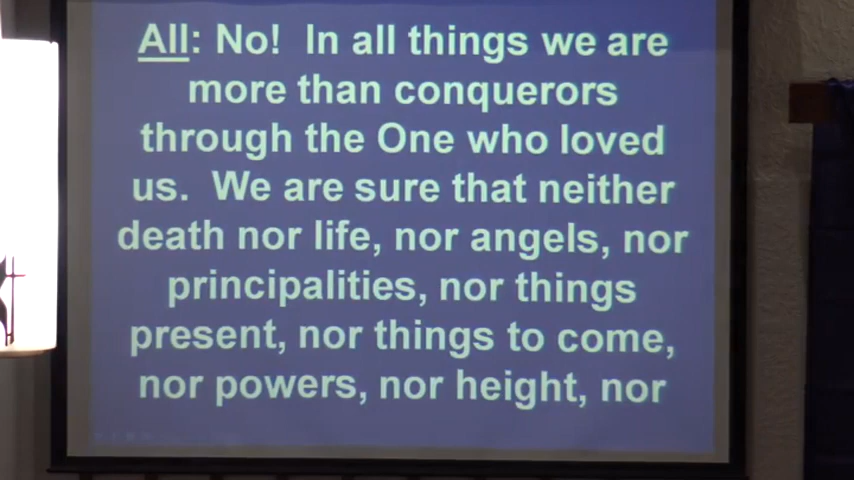 All: No! In all things we are
more than conquerors
through the One who loved
us. We are sure that neither
death nor life, nor angels, nor
principalities, nor things
present, nor things to come,
nor powers, nor height, nor